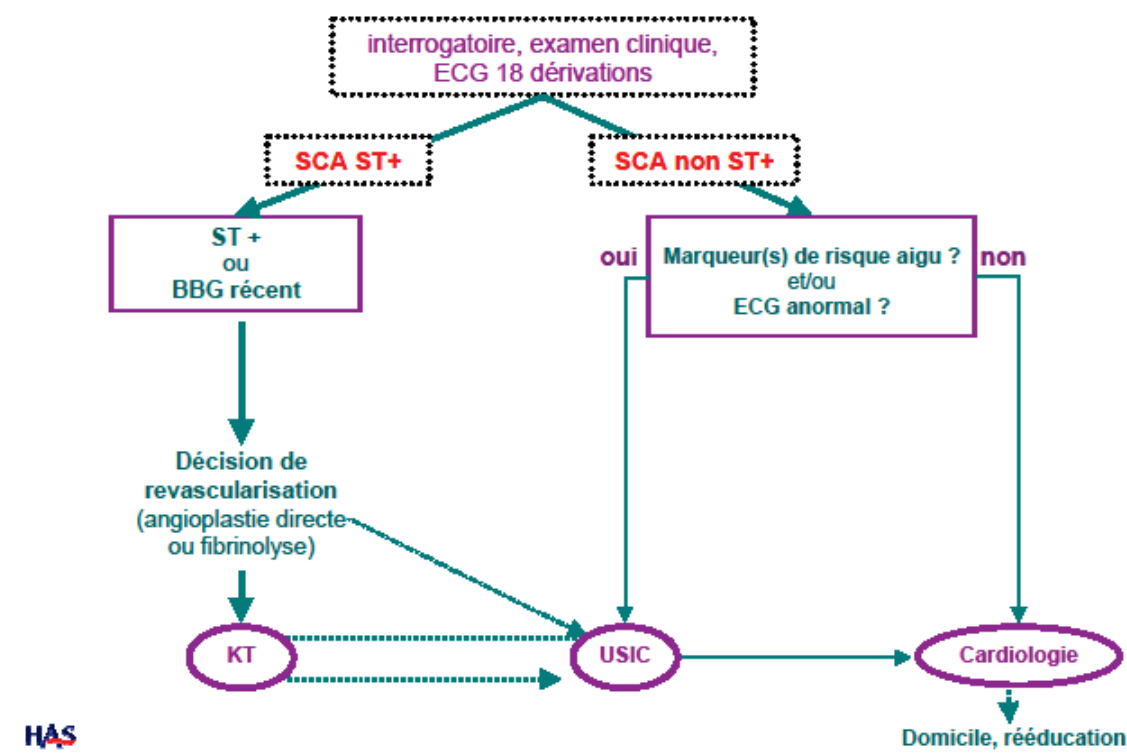 interrogatoire, examen clinique,
ECG 18 dérivations
SCA ST+
SCA non ST+
ST +
ou
BBG récent
oui
Marqueur(s) de risque aigu ?
et/ou
ECG anormal ?
non
Décision de
revascularisation
(angioplastie directe
ou fibrinolyse)
KT
USIC
Cardiologie
HAS
Domicile, rééducation